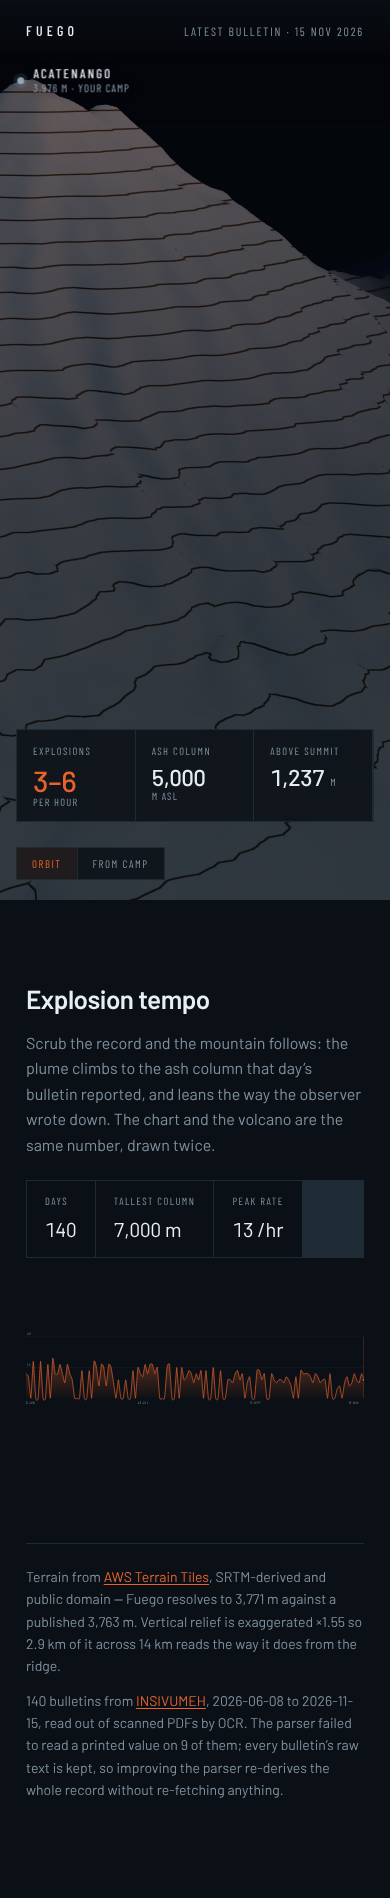 FUEGO
LATEST BULLETIN · 15 NOV 2026
ACATENANGO
3,976 M · YOUR CAMP
EXPLOSIONS
3–6
PER HOUR
ASH COLUMN
5,000
M ASL
ABOVE SUMMIT
1,237 M
ORBIT
FROM CAMP
Explosion tempo
Scrub the record and the mountain follows: the
plume climbs to the ash column that day’s
bulletin reported, and leans the way the observer
wrote down. The chart and the volcano are the
same number, drawn twice.
DAYS
140
TALLEST COLUMN
7,000 m
PEAK RATE
13 /hr
Terrain from AWS Terrain Tiles, SRTM-derived and
public domain — Fuego resolves to 3,771 m against a
published 3,763 m. Vertical relief is exaggerated ×1.55 so
2.9 km of it across 14 km reads the way it does from the
ridge.
140 bulletins from INSIVUMEH, 2026-06-08 to 2026-11-
15, read out of scanned PDFs by OCR. The parser failed
to read a printed value on 9 of them; every bulletin’s raw
text is kept, so improving the parser re-derives the
whole record without re-fetching anything.